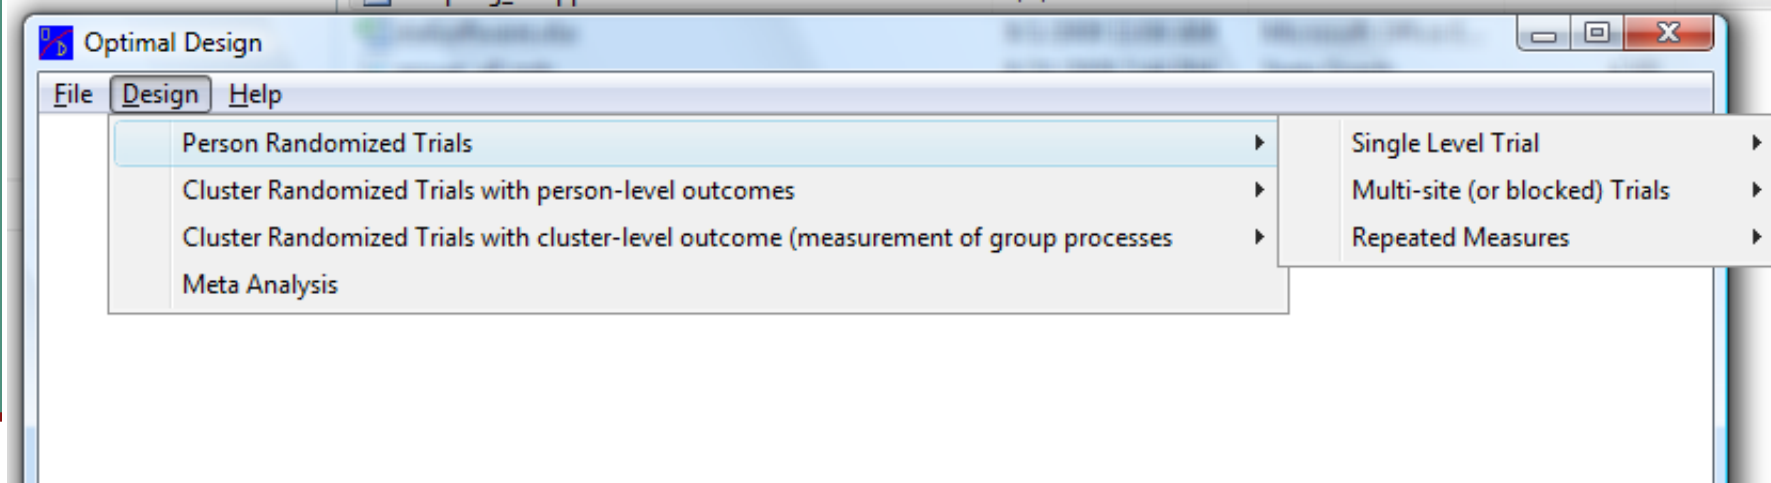 Optimal Design
File Design Help
Person Randomized Trials
Cluster Randomized Trials with person-level outcomes
Cluster Randomized Trials with cluster-level outcome (measurement of group processes
Meta Analysis
Single Level Trial
Multi-site (or blocked) Trials
Repeated Measures